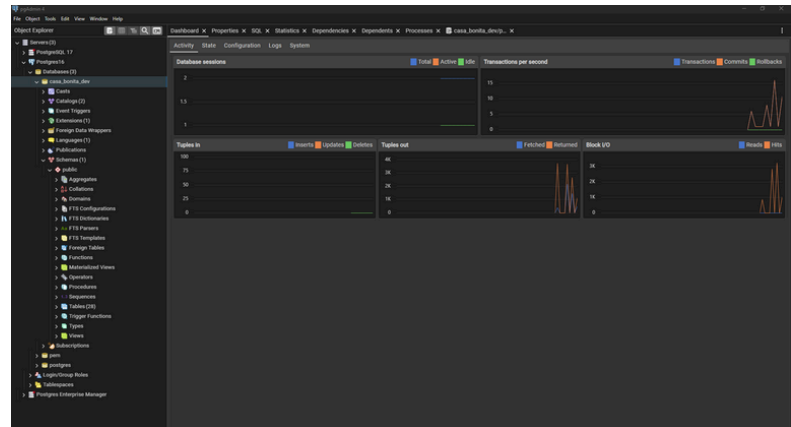 pgAdmin 4
File Object Tools Edit View Window Help
Object Explorer
Dashboard X Properties X SQL X Statistics X Dependencies X Dependents X Processes X casa_bonita_dev/p... X
Servers (3)
PostgreSQL 17
Postgres16
Databases (3)
casa_bonita_dev
Casts
Catalogs (3)
Event Triggers
Extensions (1)
Foreign Data Wrappers
Languages (1)
Publications
Schemas (1)
public
Aggregates
Collations
Domains
FTS Configurations
FTS Dictionaries
FTS Parsers
FTS Templates
Foreign Tables
Functions
Materialized Views
Operators
Procedures
Sequences
Tables (28)
Trigger Functions
Types
Views
Subscriptions
pem
postgres
Login/Group Roles
Tablespaces
Postgres Enterprise Manager
Activity State Configuration Logs System
Database sessions
Total Active Idle
2
1.5
1
Transactions per second
Transactions Commits Rollbacks
15
10
5
0
Tuples in
Inserts Updates Deletes
100
75
50
25
0
Tuples out
Fetched Returned
4K
3K
2K
1K
0
Block I/O
Reads Hits
3K
2K
1K
0